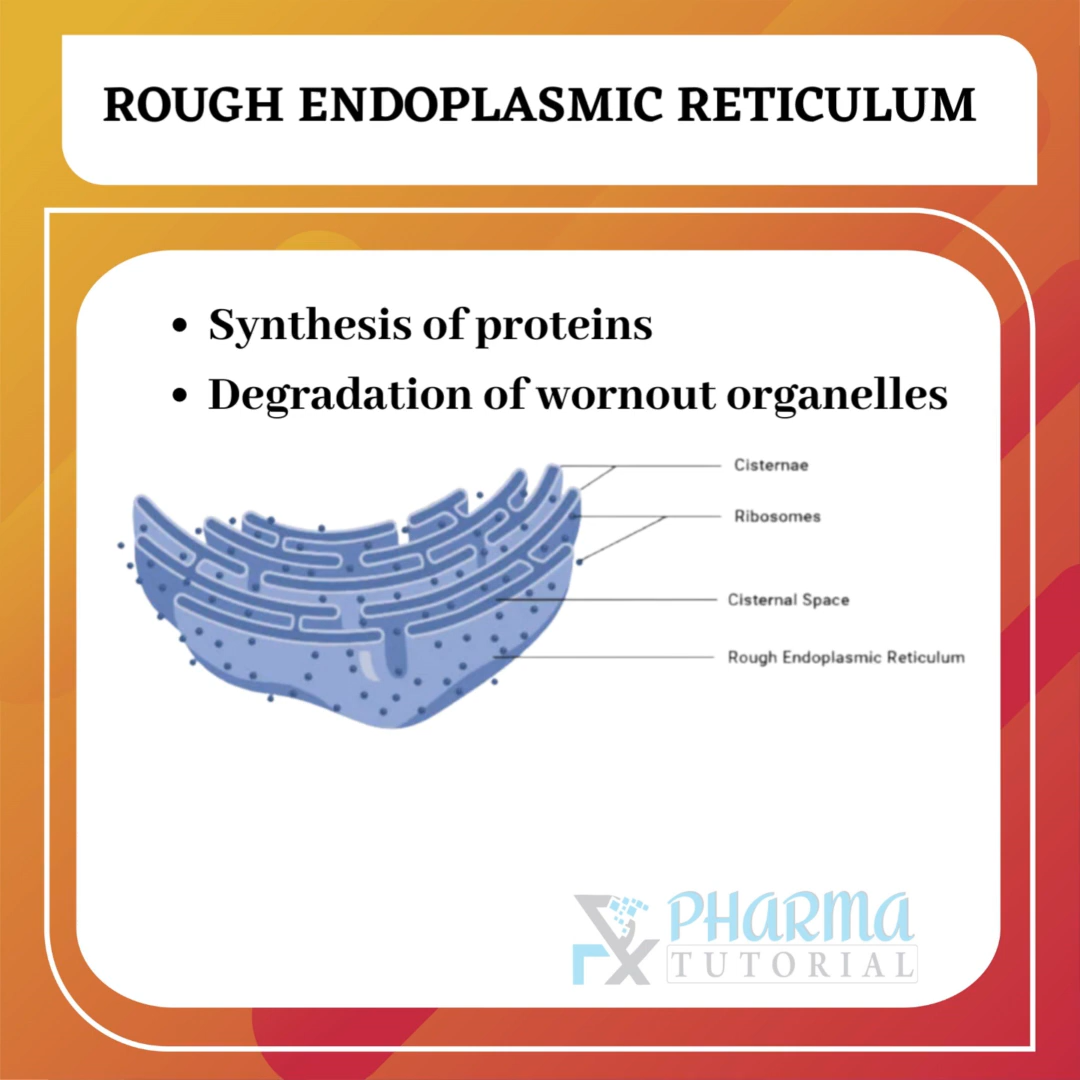 ROUGH ENDOPLASMIC RETICULUM
• Synthesis of proteins
• Degradation of wornout organelles
Cisternae
Ribosomes
Cisternal Space
Rough Endoplasmic Reticulum
PHARMA
TUTORIAL